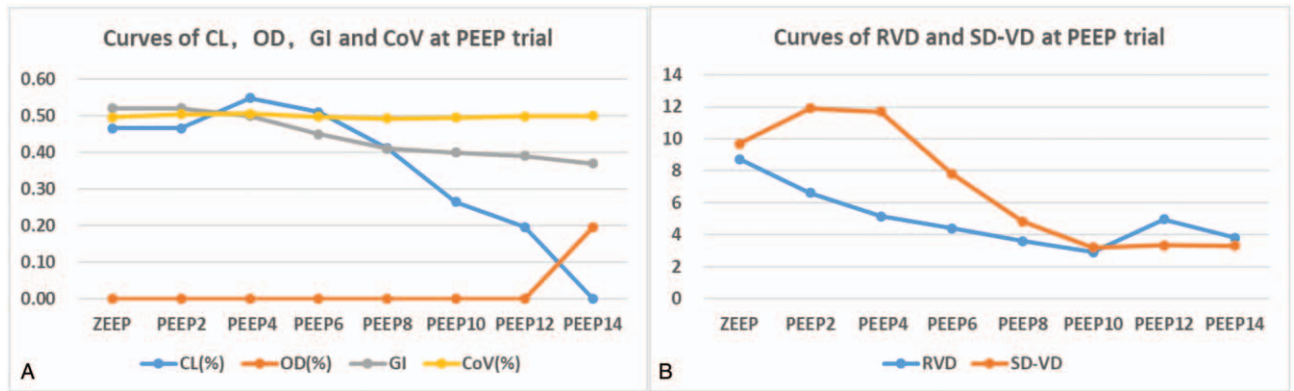 Curves of CL, OD, GI and CoV at PEEP trial
0.60
0.50
0.40
0.30
0.20
0.10
0.00
ZEEP PEEP2 PEEP4 PEEP6 PEEP8 PEEP10 PEEP12 PEEP14
CL(%) OD(%) GI CoV(%)
A
Curves of RVD and SD-VD at PEEP trial
14
12
10
8
6
4
2
0
ZEEP PEEP2 PEEP4 PEEP6 PEEP8 PEEP10 PEEP12 PEEP14
RVD SD-VD
B